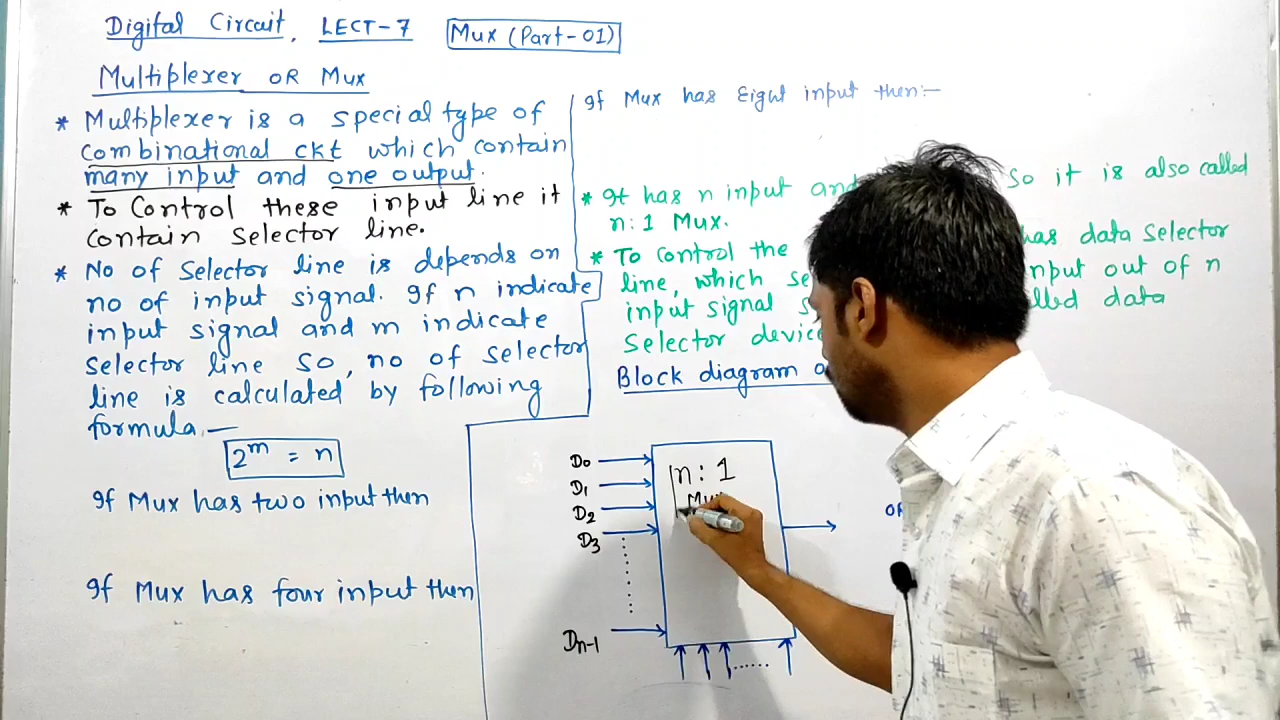 Digital Circuit, LECT-7 Mux (Part-01)
Multiplexer OR Mux
* Multiplexer is a special type of
combinational ckt which contain
many input and one output.
* To Control these input line it
contain selector line.
* No of selector line is depends on
no of input signal. If n indicate
input signal and m indicate
selector line so, no of selector
line is calculated by following
formula.—
2^m = n
If Mux has two input then
If Mux has four input then
If Mux has Eight input then:-
* It has n input and So it is also called
n:1 Mux.
* To control the has data selector
line, which out of n
input signal data
selector device
Block diagram
D0
D1
D2
D3
Dn-1
n:1
Mux
OR